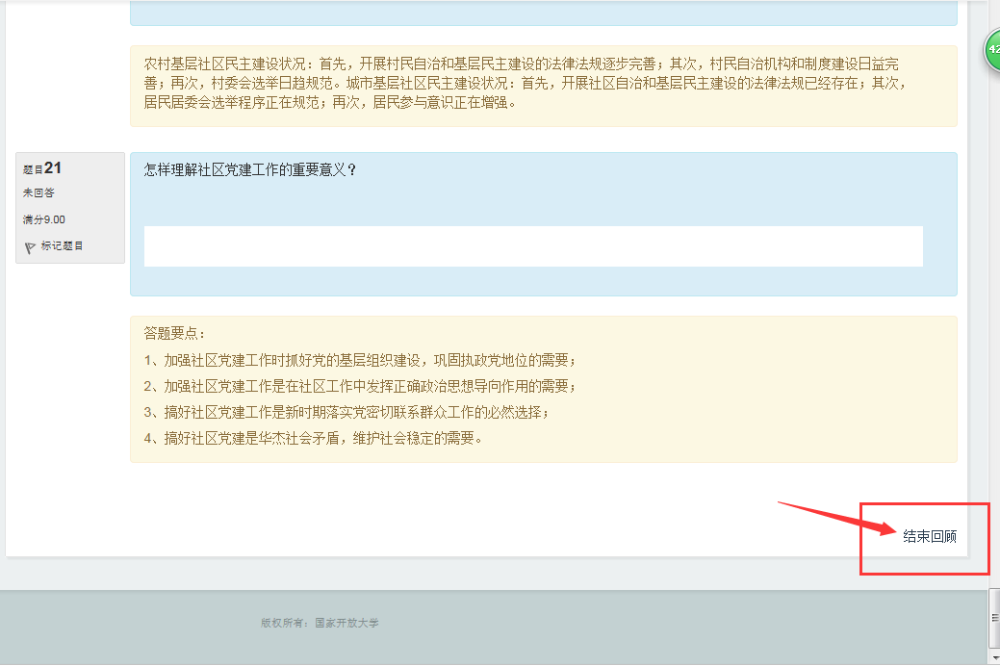 农村基层社区民主建设状况：首先，开展村民自治和基层民主建设的法律法规逐步完善；其次，村民自治机构和制度建设日益完
善；再次，村委会选举日趋规范。城市基层社区民主建设状况：首先，开展社区自治和基层民主建设的法律法规已经存在；其次，
居民居委会选举程序正在规范；再次，居民参与意识正在增强。
题目21
未回答
满分9.00
标记题目
怎样理解社区党建工作的重要意义？
答题要点：
1、加强社区党建工作时抓好党的基层组织建设，巩固执政党地位的需要；
2、加强社区党建工作是在社区工作中发挥正确政治思想导向作用的需要；
3、搞好社区党建工作是新时期落实党密切联系群众工作的必然选择；
4、搞好社区党建是华杰社会矛盾，维护社会稳定的需要。
结束回顾
版权所有：国家开放大学